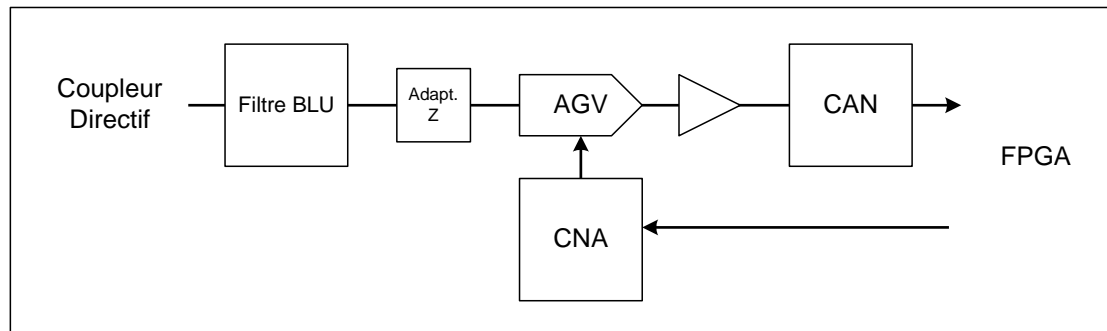 Coupleur
Directif
Filtre BLU
Adapt.
Z
AGV
CAN
FPGA
CNA